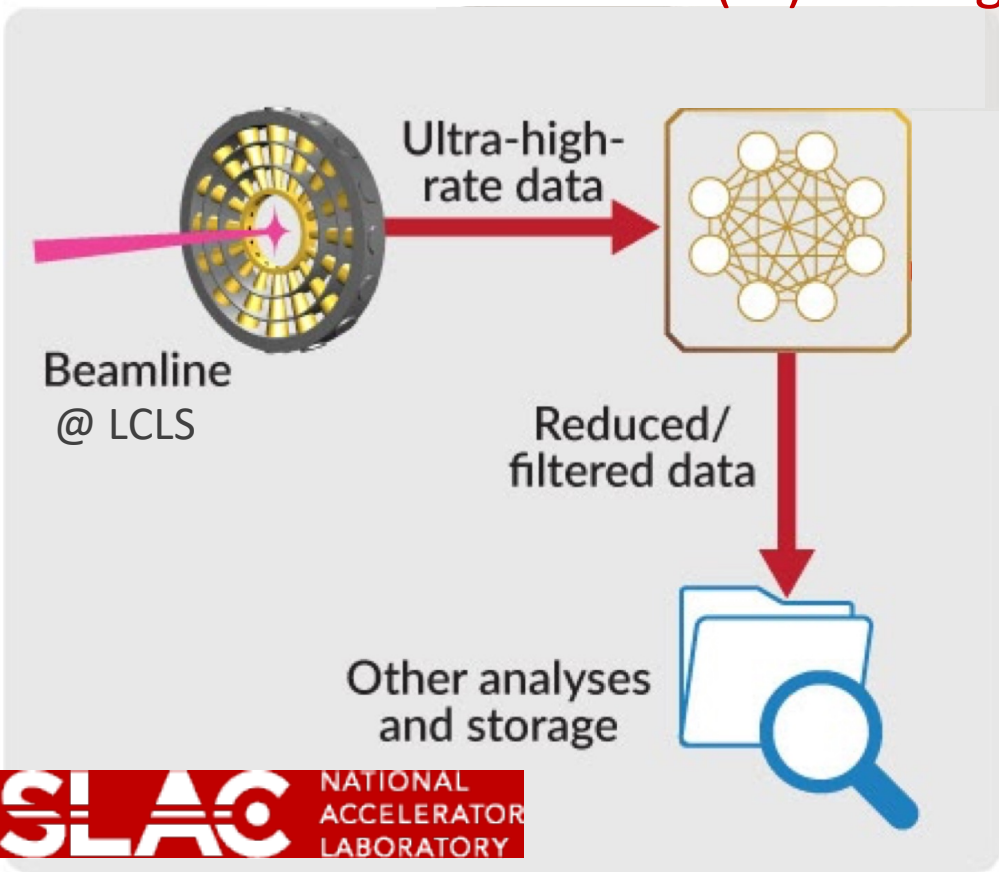 Ultra-high-
rate data
Beamline
@ LCLS
Reduced/
filtered data
Other analyses
and storage
SLAC NATIONAL
ACCELERATOR
LABORATORY